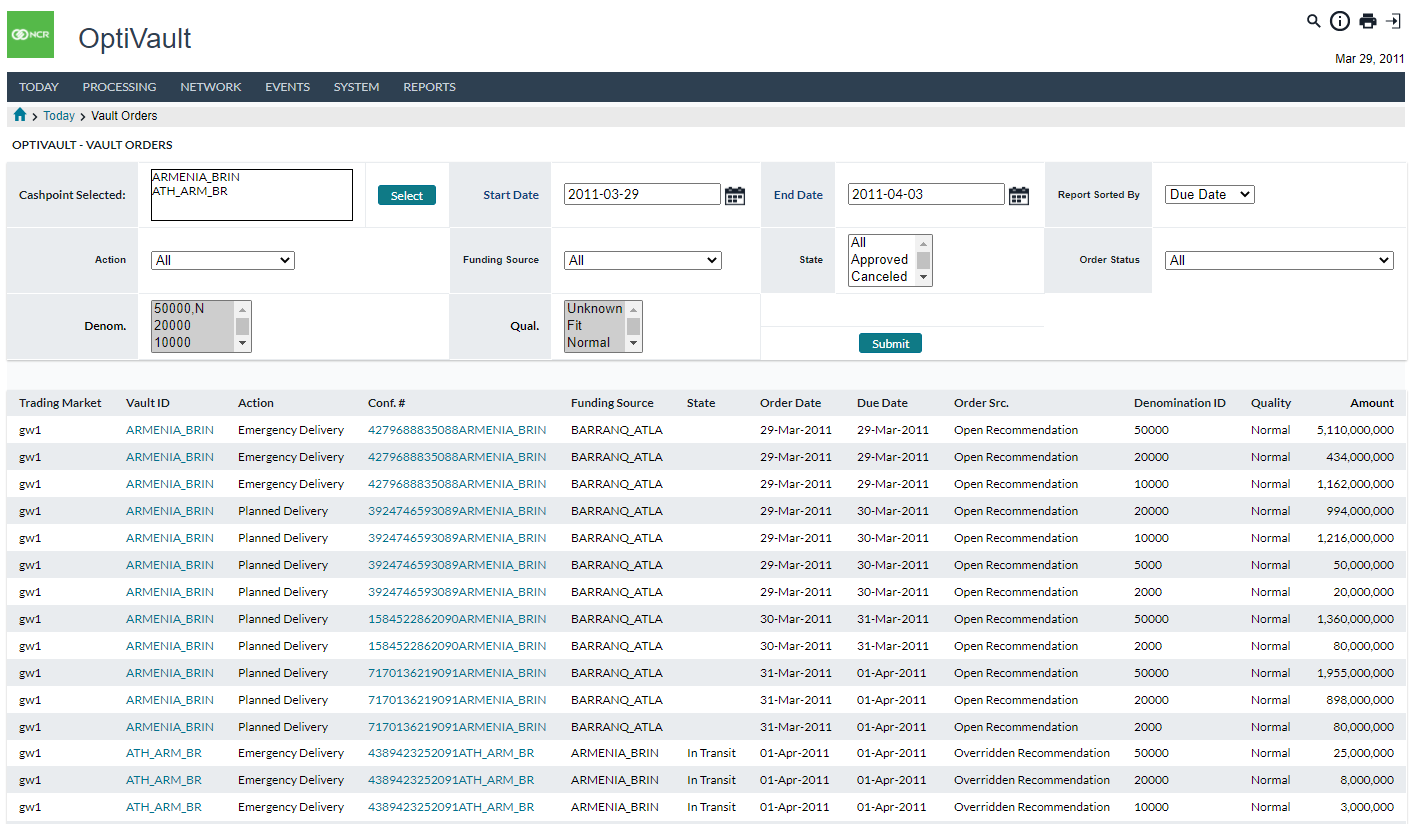 NCR OptiVault
Mar 29, 2011
TODAY PROCESSING NETWORK EVENTS SYSTEM REPORTS
Today Vault Orders
OPTIVAULT - VAULT ORDERS
Cashpoint Selected: ARMENIA_BRIN Select Start Date 2011-03-29 End Date 2011-04-03 Report Sorted By Due Date
ATH_ARM_BR
Action All Funding Source All State All Order Status All
Approved
Canceled
Denom. 50000,N Qual. Unknown
20000 Fit
10000 Normal Submit
Trading Market Vault ID Action Conf. # Funding Source State Order Date Due Date Order Src. Denomination ID Quality Amount
gw1 ARMENIA_BRIN Emergency Delivery 4279688835088ARMENIA_BRIN BARRANQ_ATLA 29-Mar-2011 29-Mar-2011 Open Recommendation 50000 Normal 5,110,000,000
gw1 ARMENIA_BRIN Emergency Delivery 4279688835088ARMENIA_BRIN BARRANQ_ATLA 29-Mar-2011 29-Mar-2011 Open Recommendation 20000 Normal 434,000,000
gw1 ARMENIA_BRIN Emergency Delivery 4279688835088ARMENIA_BRIN BARRANQ_ATLA 29-Mar-2011 29-Mar-2011 Open Recommendation 10000 Normal 1,162,000,000
gw1 ARMENIA_BRIN Planned Delivery 3924746593089ARMENIA_BRIN BARRANQ_ATLA 29-Mar-2011 30-Mar-2011 Open Recommendation 20000 Normal 994,000,000
gw1 ARMENIA_BRIN Planned Delivery 3924746593089ARMENIA_BRIN BARRANQ_ATLA 29-Mar-2011 30-Mar-2011 Open Recommendation 10000 Normal 1,216,000,000
gw1 ARMENIA_BRIN Planned Delivery 3924746593089ARMENIA_BRIN BARRANQ_ATLA 29-Mar-2011 30-Mar-2011 Open Recommendation 5000 Normal 50,000,000
gw1 ARMENIA_BRIN Planned Delivery 3924746593089ARMENIA_BRIN BARRANQ_ATLA 29-Mar-2011 30-Mar-2011 Open Recommendation 2000 Normal 20,000,000
gw1 ARMENIA_BRIN Planned Delivery 1584522862090ARMENIA_BRIN BARRANQ_ATLA 30-Mar-2011 31-Mar-2011 Open Recommendation 50000 Normal 1,360,000,000
gw1 ARMENIA_BRIN Planned Delivery 1584522862090ARMENIA_BRIN BARRANQ_ATLA 30-Mar-2011 31-Mar-2011 Open Recommendation 2000 Normal 80,000,000
gw1 ARMENIA_BRIN Planned Delivery 7170136219091ARMENIA_BRIN BARRANQ_ATLA 31-Mar-2011 01-Apr-2011 Open Recommendation 50000 Normal 1,955,000,000
gw1 ARMENIA_BRIN Planned Delivery 7170136219091ARMENIA_BRIN BARRANQ_ATLA 31-Mar-2011 01-Apr-2011 Open Recommendation 20000 Normal 898,000,000
gw1 ARMENIA_BRIN Planned Delivery 7170136219091ARMENIA_BRIN BARRANQ_ATLA 31-Mar-2011 01-Apr-2011 Open Recommendation 2000 Normal 80,000,000
gw1 ATH_ARM_BR Emergency Delivery 4389423252091ATH_ARM_BR ARMENIA_BRIN In Transit 01-Apr-2011 01-Apr-2011 Overridden Recommendation 50000 Normal 25,000,000
gw1 ATH_ARM_BR Emergency Delivery 4389423252091ATH_ARM_BR ARMENIA_BRIN In Transit 01-Apr-2011 01-Apr-2011 Overridden Recommendation 20000 Normal 8,000,000
gw1 ATH_ARM_BR Emergency Delivery 4389423252091ATH_ARM_BR ARMENIA_BRIN In Transit 01-Apr-2011 01-Apr-2011 Overridden Recommendation 10000 Normal 3,000,000